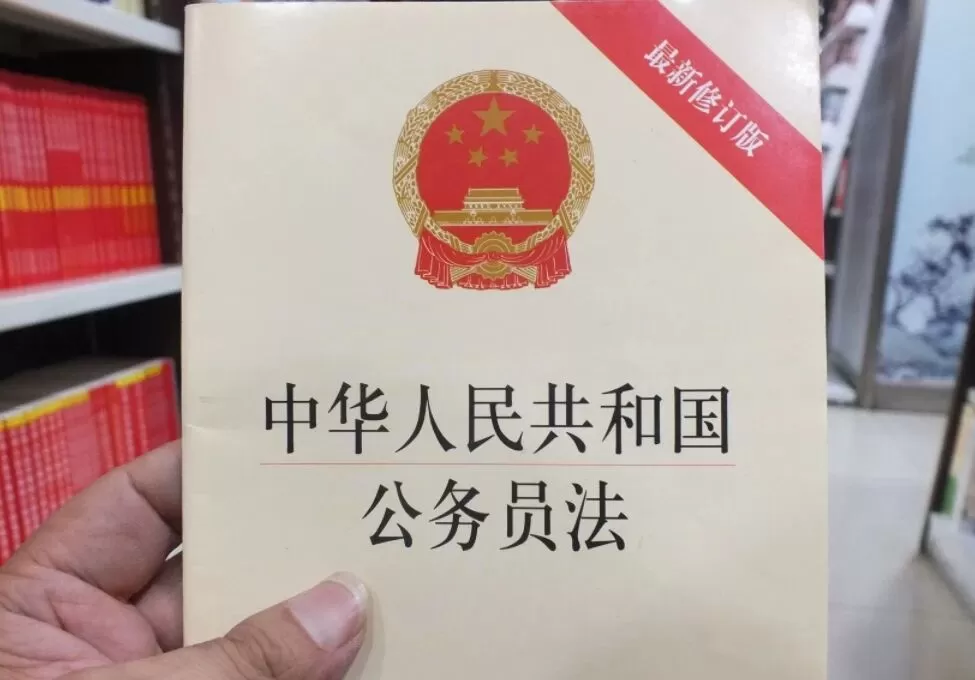 最新修订版
中华人民共和国
公务员法